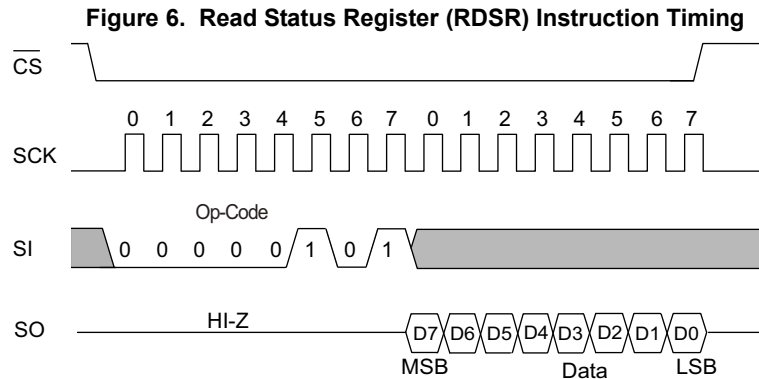 Figure 6. Read Status Register (RDSR) Instruction Timing
CS
0 1 2 3 4 5 6 7 0 1 2 3 4 5 6 7
SCK
Op-Code
SI 0 0 0 0 0 1 0 1
HI-Z
SO D7 D6 D5 D4 D3 D2 D1 D0
MSB Data LSB